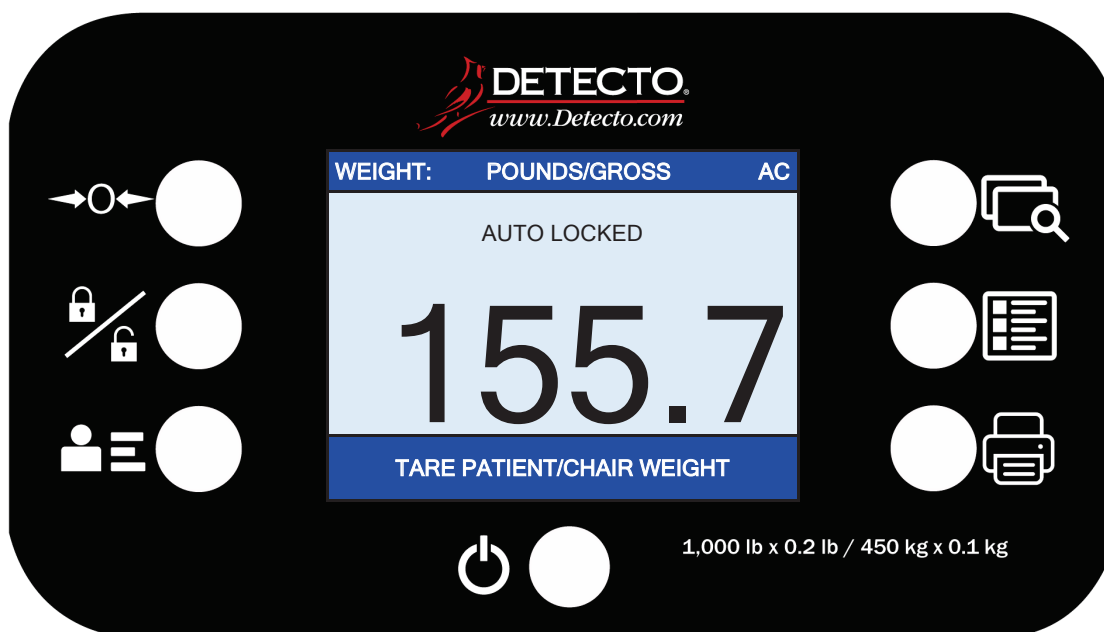 DETECTO®
www.Detecto.com
WEIGHT: POUNDS/GROSS AC
AUTO LOCKED
155.7
TARE PATIENT/CHAIR WEIGHT
1,000 lb x 0.2 lb / 450 kg x 0.1 kg